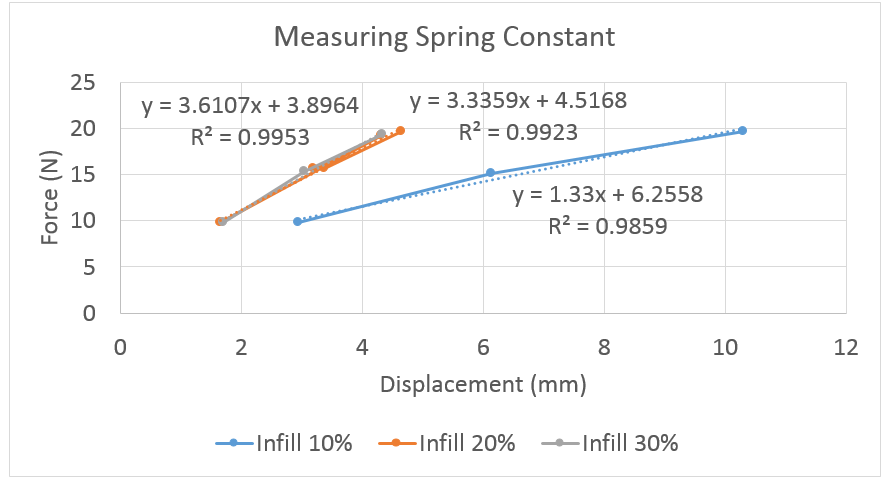 Measuring Spring Constant
y = 3.6107x + 3.8964
R² = 0.9953
y = 3.3359x + 4.5168
R² = 0.9923
y = 1.33x + 6.2558
R² = 0.9859
Force (N)
25
20
15
10
5
0
0 2 4 6 8 10 12
Displacement (mm)
Infill 10% Infill 20% Infill 30%